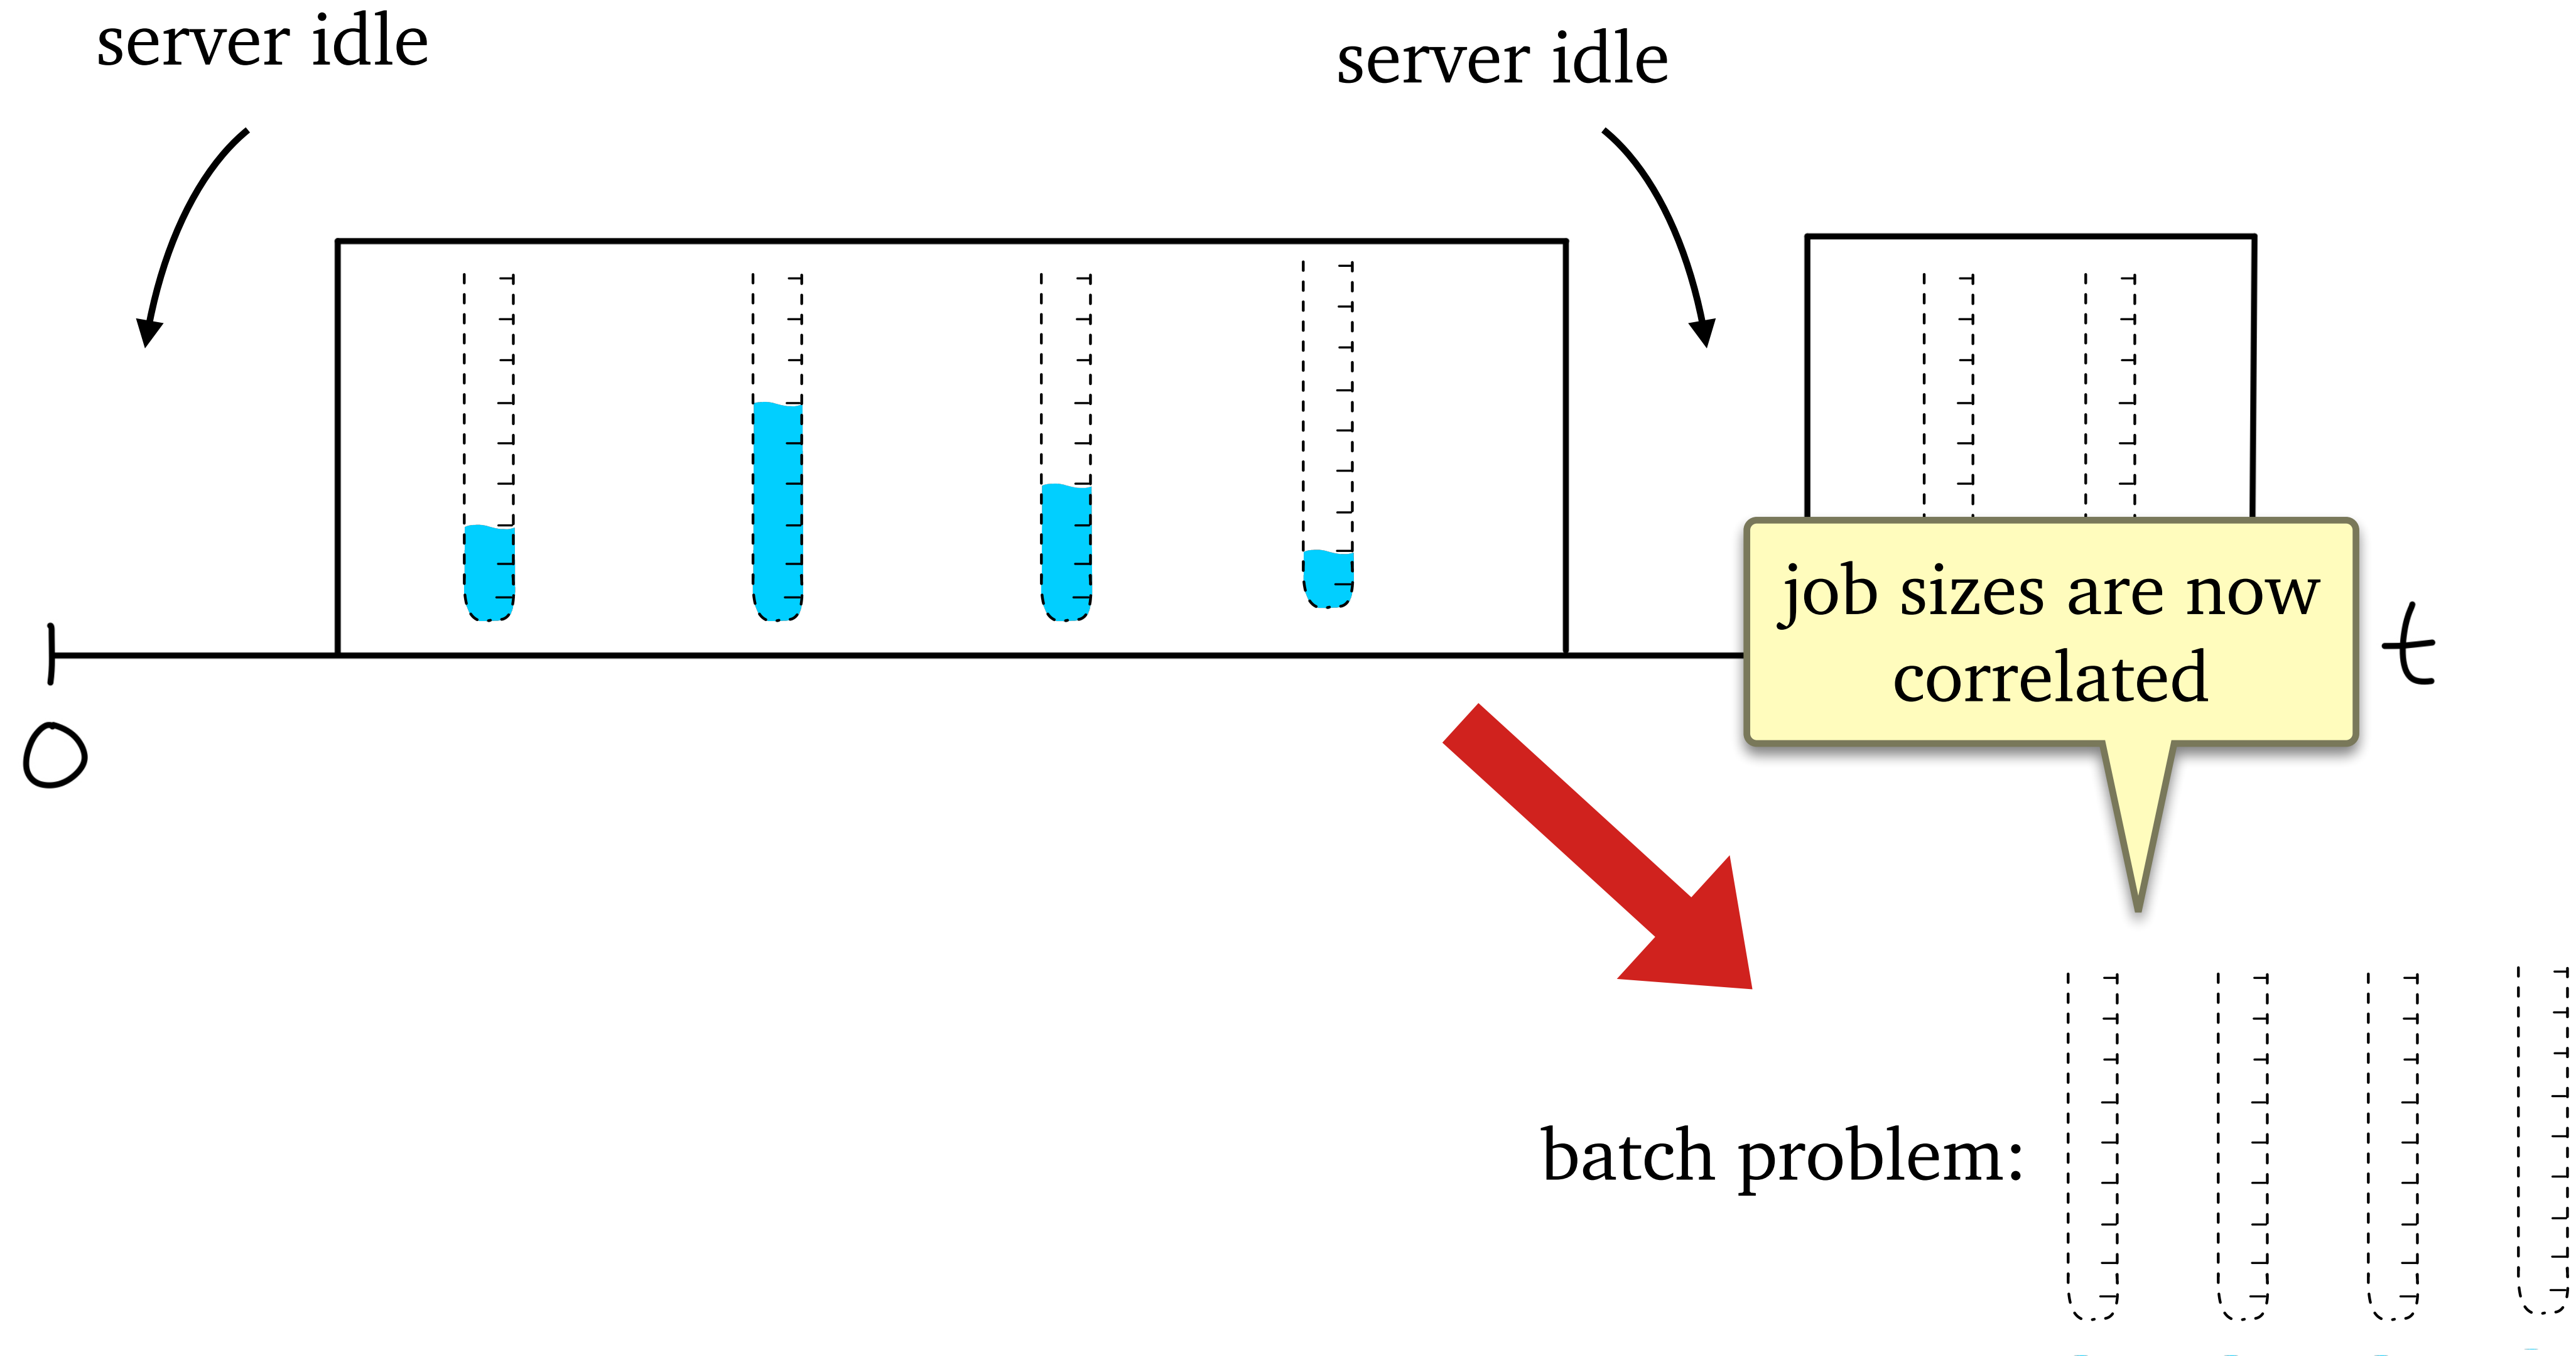 server idle
server idle
job sizes are now
correlated
t
0
batch problem: